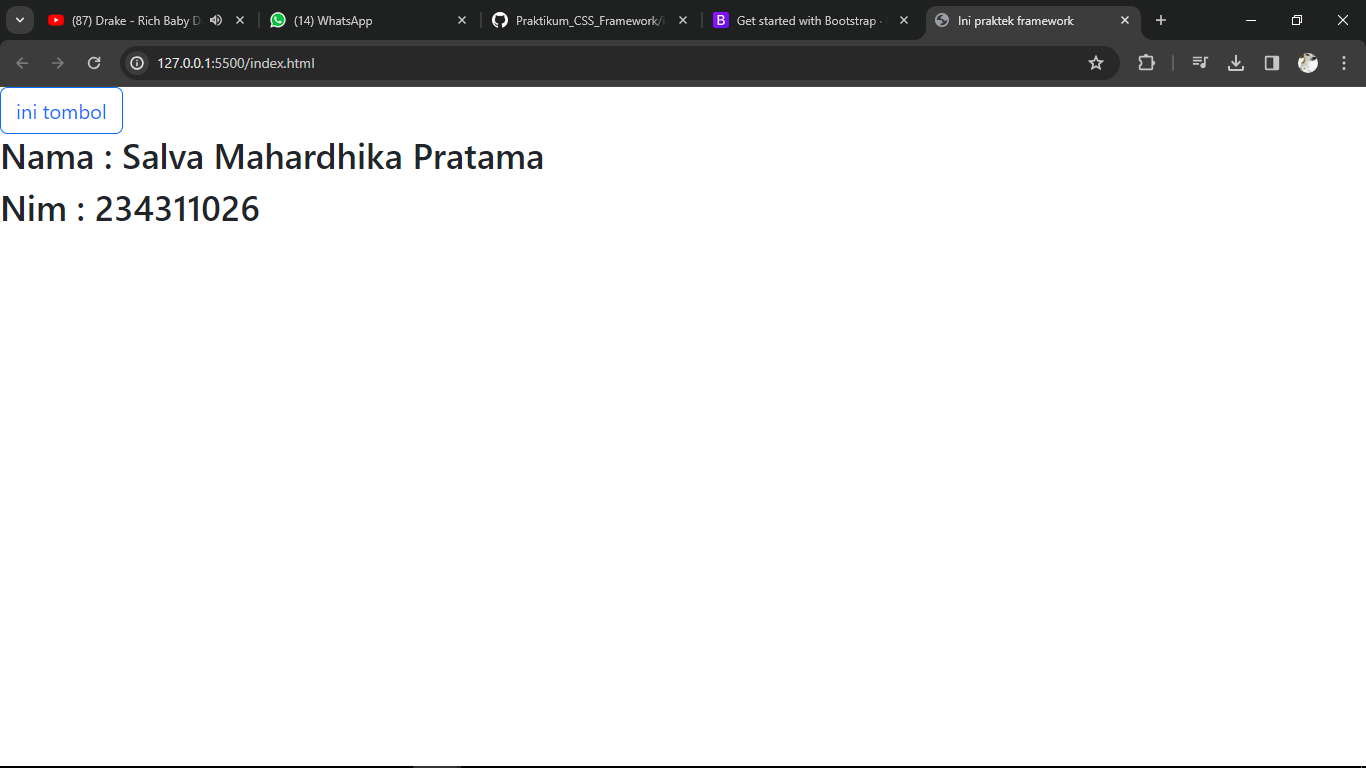 (87) Drake - Rich Baby D
(14) WhatsApp
Praktikum_CSS_Framework/
Get started with Bootstrap ·
Ini praktek framework
127.0.0.1:5500/index.html
ini tombol
Nama : Salva Mahardhika Pratama
Nim : 234311026